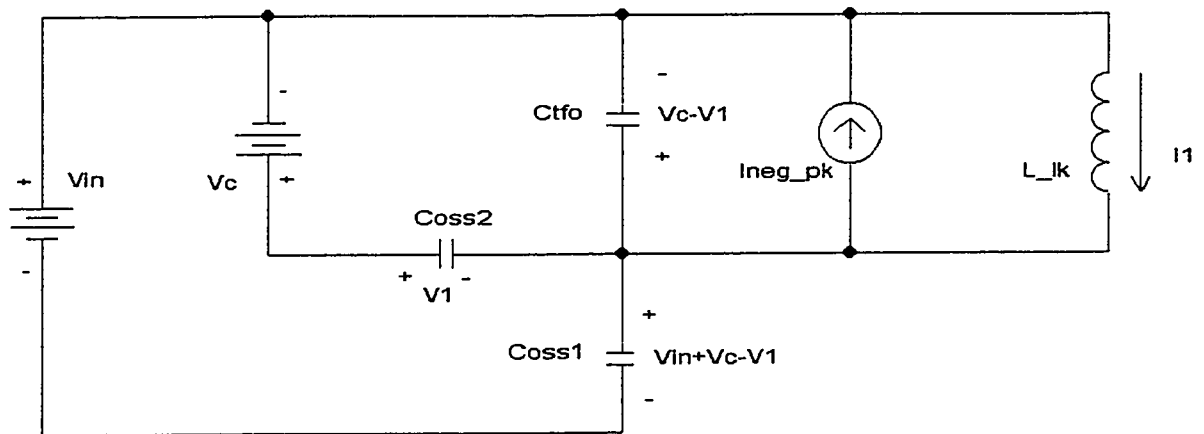 -
Ctfo
Vc-V1
+
+
Vin
-
Vc
+
Ineg_pk
L_lk
I1
Coss2
+
V1
-
+
Coss1
Vin+Vc-V1
-